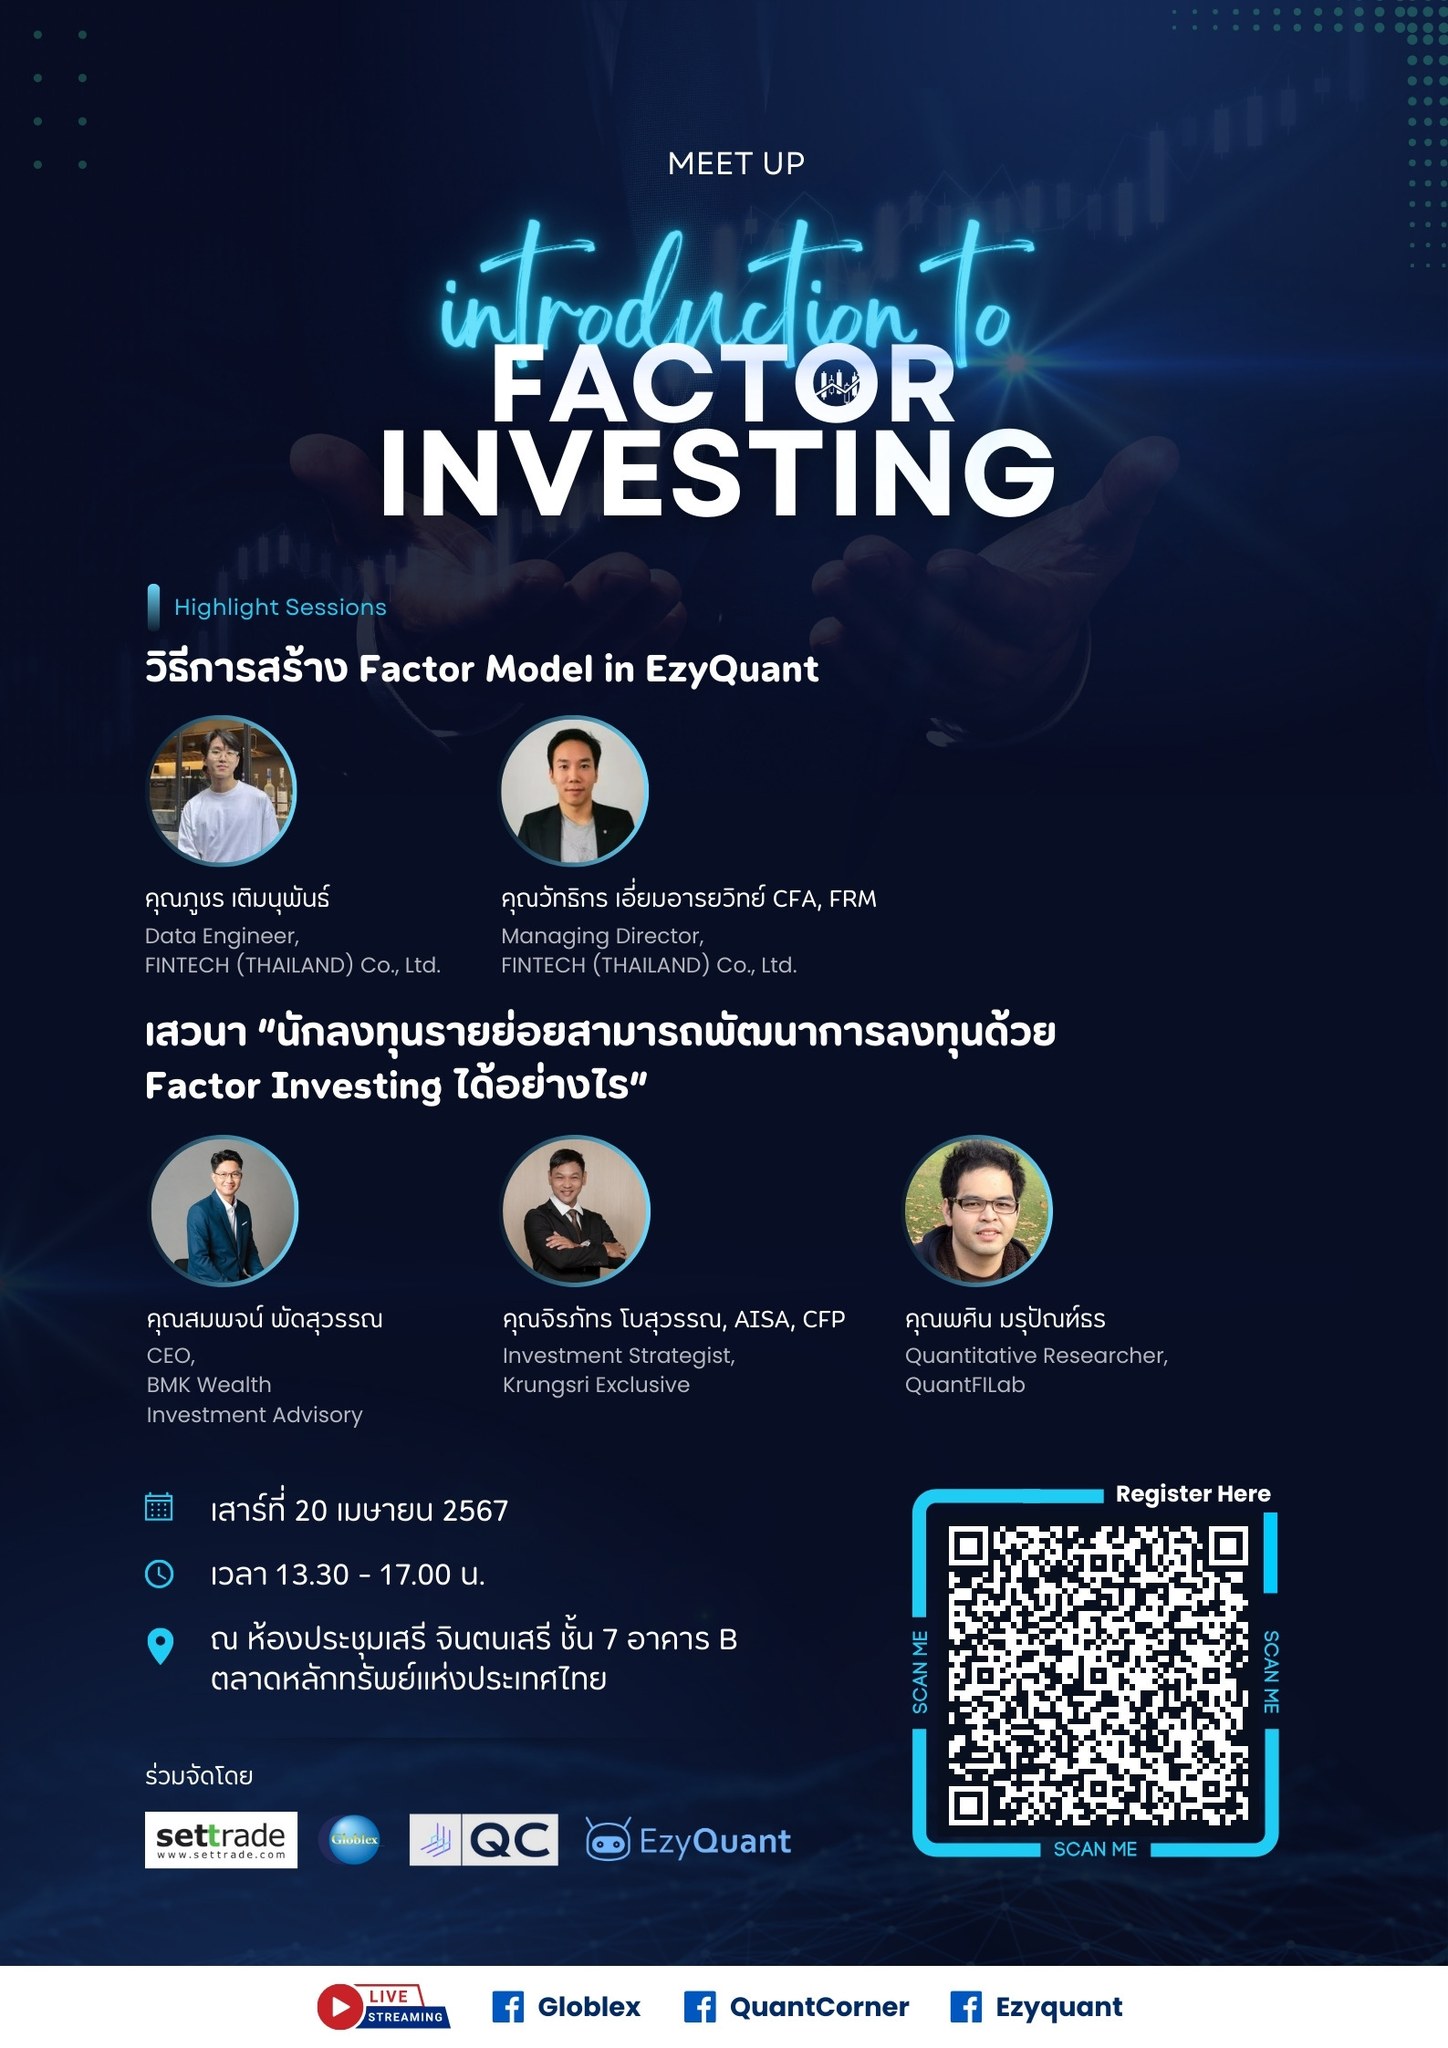 MEET UP
introduction to
FACTOR
INVESTING
Highlight Sessions
วิธีการสร้าง Factor Model in EzyQuant
คุณภูชร เติมนุพันธ์
Data Engineer,
FINTECH (THAILAND) Co., Ltd.
คุณวัทธิกร เอี่ยมอารยวิทย์ CFA, FRM
Managing Director,
FINTECH (THAILAND) Co., Ltd.
เสวนา “นักลงทุนรายย่อยสามารถพัฒนาการลงทุนด้วย
Factor Investing ได้อย่างไร”
คุณสมพจน์ พัดสุวรรณ
CEO,
BMK Wealth
Investment Advisory
คุณจิรภัทร โบสุวรรณ, AISA, CFP
Investment Strategist,
Krungsri Exclusive
คุณพศิน มรุปัณฑ์ธร
Quantitative Researcher,
QuantFILab
เสาร์ที่ 20 เมษายน 2567
เวลา 13.30 - 17.00 น.
ณ ห้องประชุมเสรี จินตนเสรี ชั้น 7 อาคาร B
ตลาดหลักทรัพย์แห่งประเทศไทย
Register Here
SCAN ME
SCAN ME
SCAN ME
ร่วมจัดโดย
settrade
www.settrade.com
Globlex
QC
EzyQuant
LIVE
STREAMING
Globlex
QuantCorner
Ezyquant